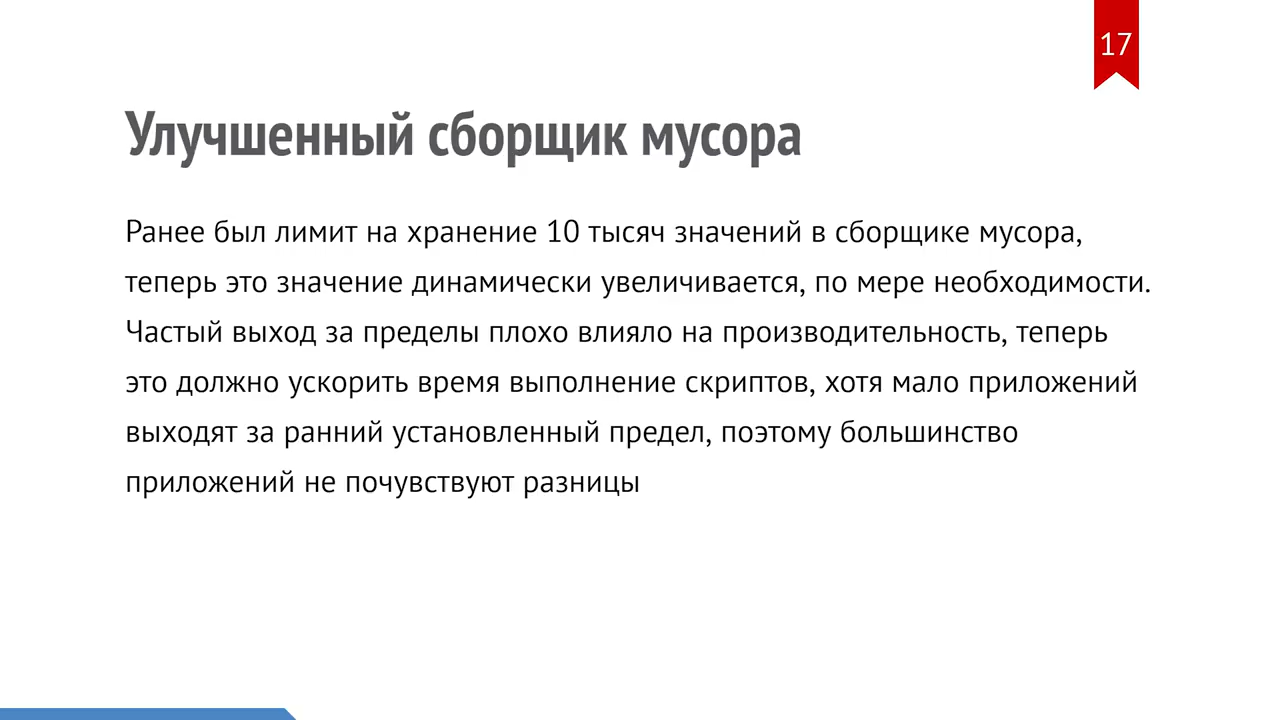 17
Улучшенный сборщик мусора
Ранее был лимит на хранение 10 тысяч значений в сборщике мусора,
теперь это значение динамически увеличивается, по мере необходимости.
Частый выход за пределы плохо влияло на производительность, теперь
это должно ускорить время выполнение скриптов, хотя мало приложений
выходят за ранний установленный предел, поэтому большинство
приложений не почувствуют разницы